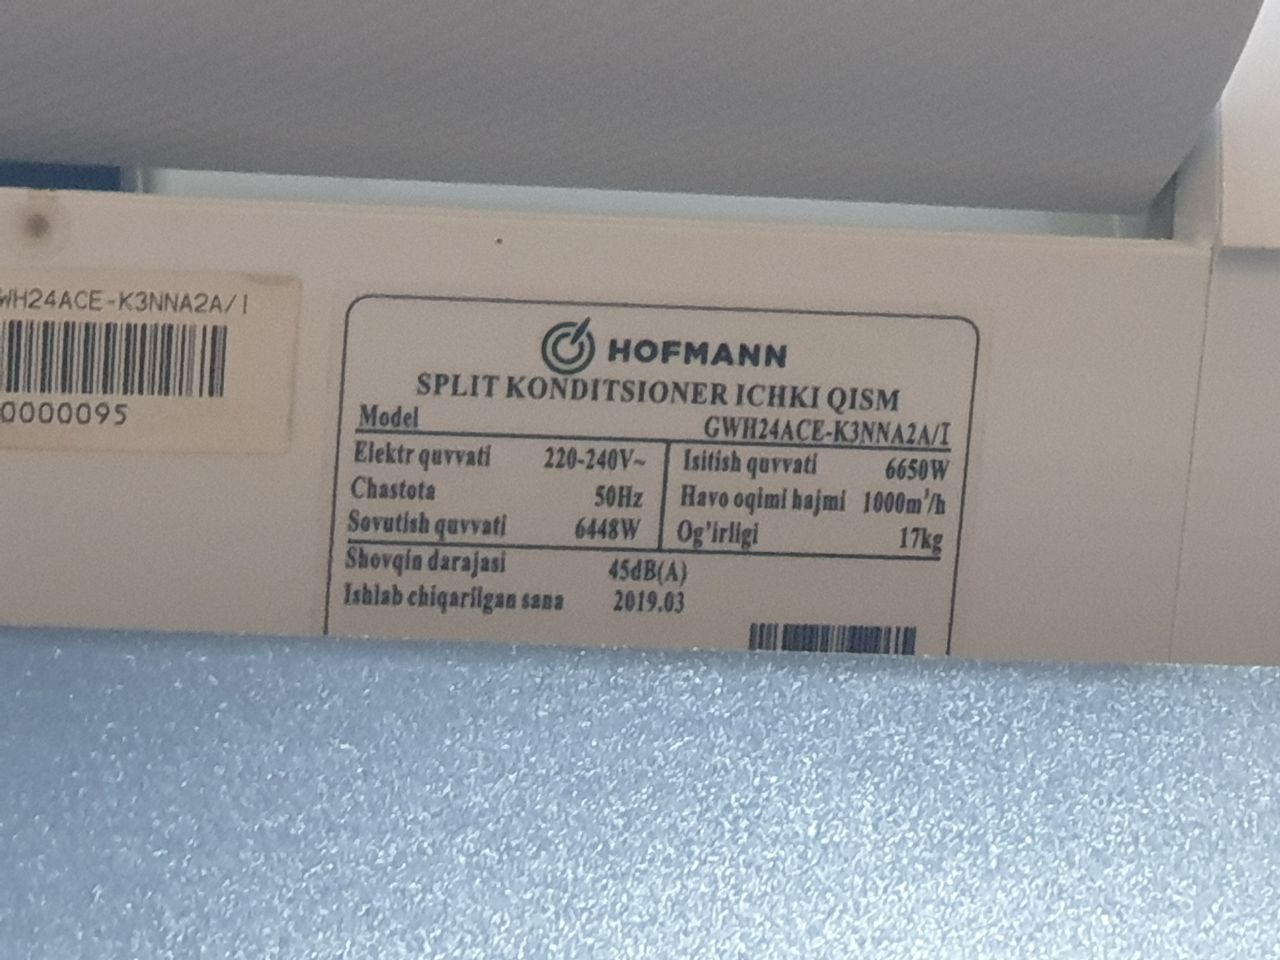 WH24ACE-K3NNA2A/I
0000095
HOFMANN
SPLIT KONDITSIONER ICHKI QISM
Model GWH24ACE-K3NNA2A/I
Elektr quvvati 220-240V~ Isitish quvvati 6650W
Chastota 50Hz Havo oqimi hajmi 1000m³/h
Sovutish quvvati 6448W Og'irligi 17kg
Shovqin darajasi 45dB(A)
Ishlab chiqarilgan sana 2019.03